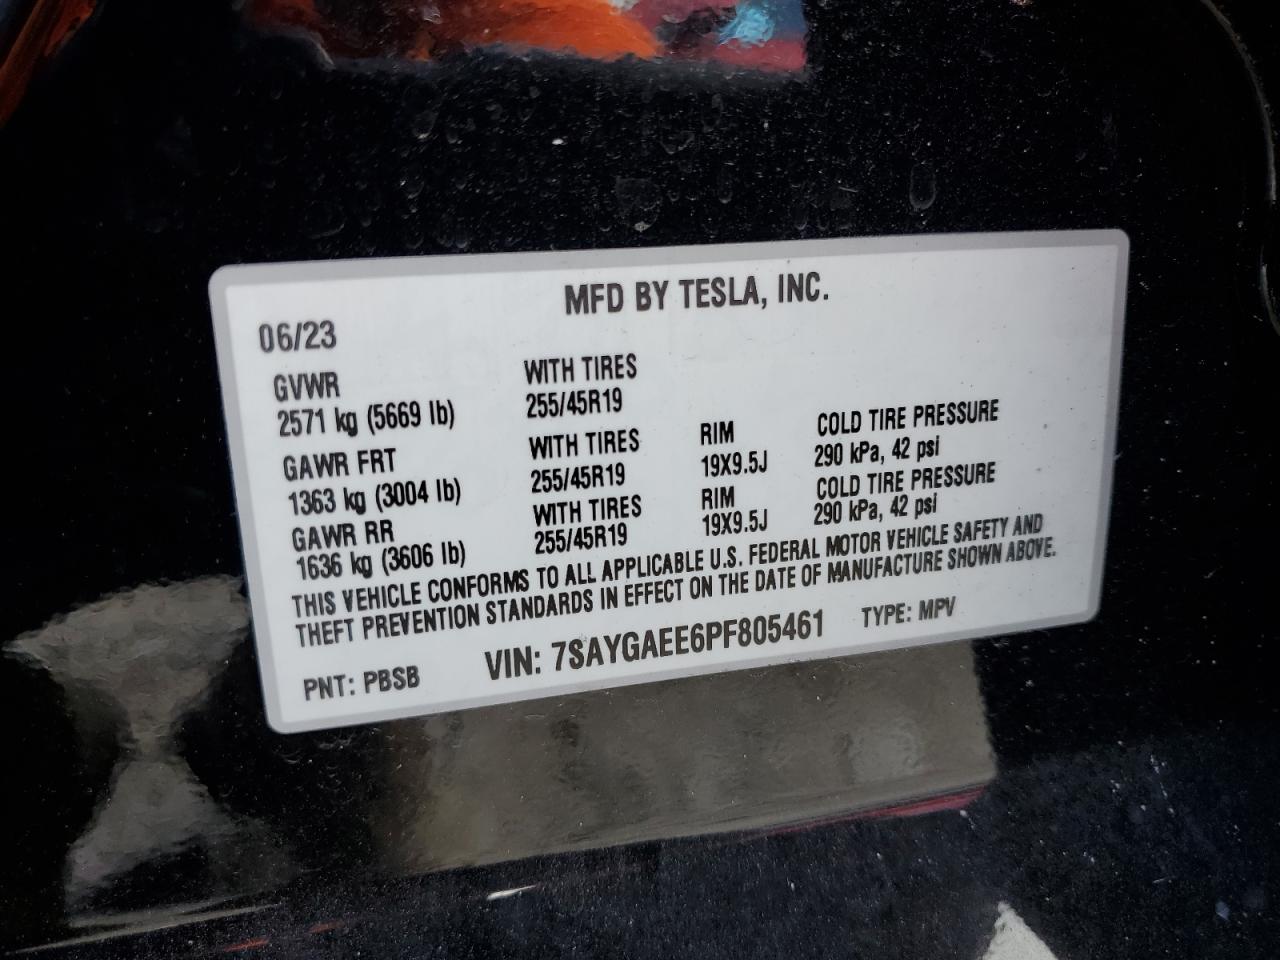 MFD BY TESLA, INC.
06/23
GVWR WITH TIRES
2571 kg (5669 lb) 255/45R19
GAWR FRT WITH TIRES RIM COLD TIRE PRESSURE
1363 kg (3004 lb) 255/45R19 19X9.5J 290 kPa, 42 psi
GAWR RR WITH TIRES RIM COLD TIRE PRESSURE
1636 kg (3606 lb) 255/45R19 19X9.5J 290 kPa, 42 psi
THIS VEHICLE CONFORMS TO ALL APPLICABLE U.S. FEDERAL MOTOR VEHICLE SAFETY AND
THEFT PREVENTION STANDARDS IN EFFECT ON THE DATE OF MANUFACTURE SHOWN ABOVE.
PNT: PBSB VIN: 7SAYGAEE6PF805461 TYPE: MPV